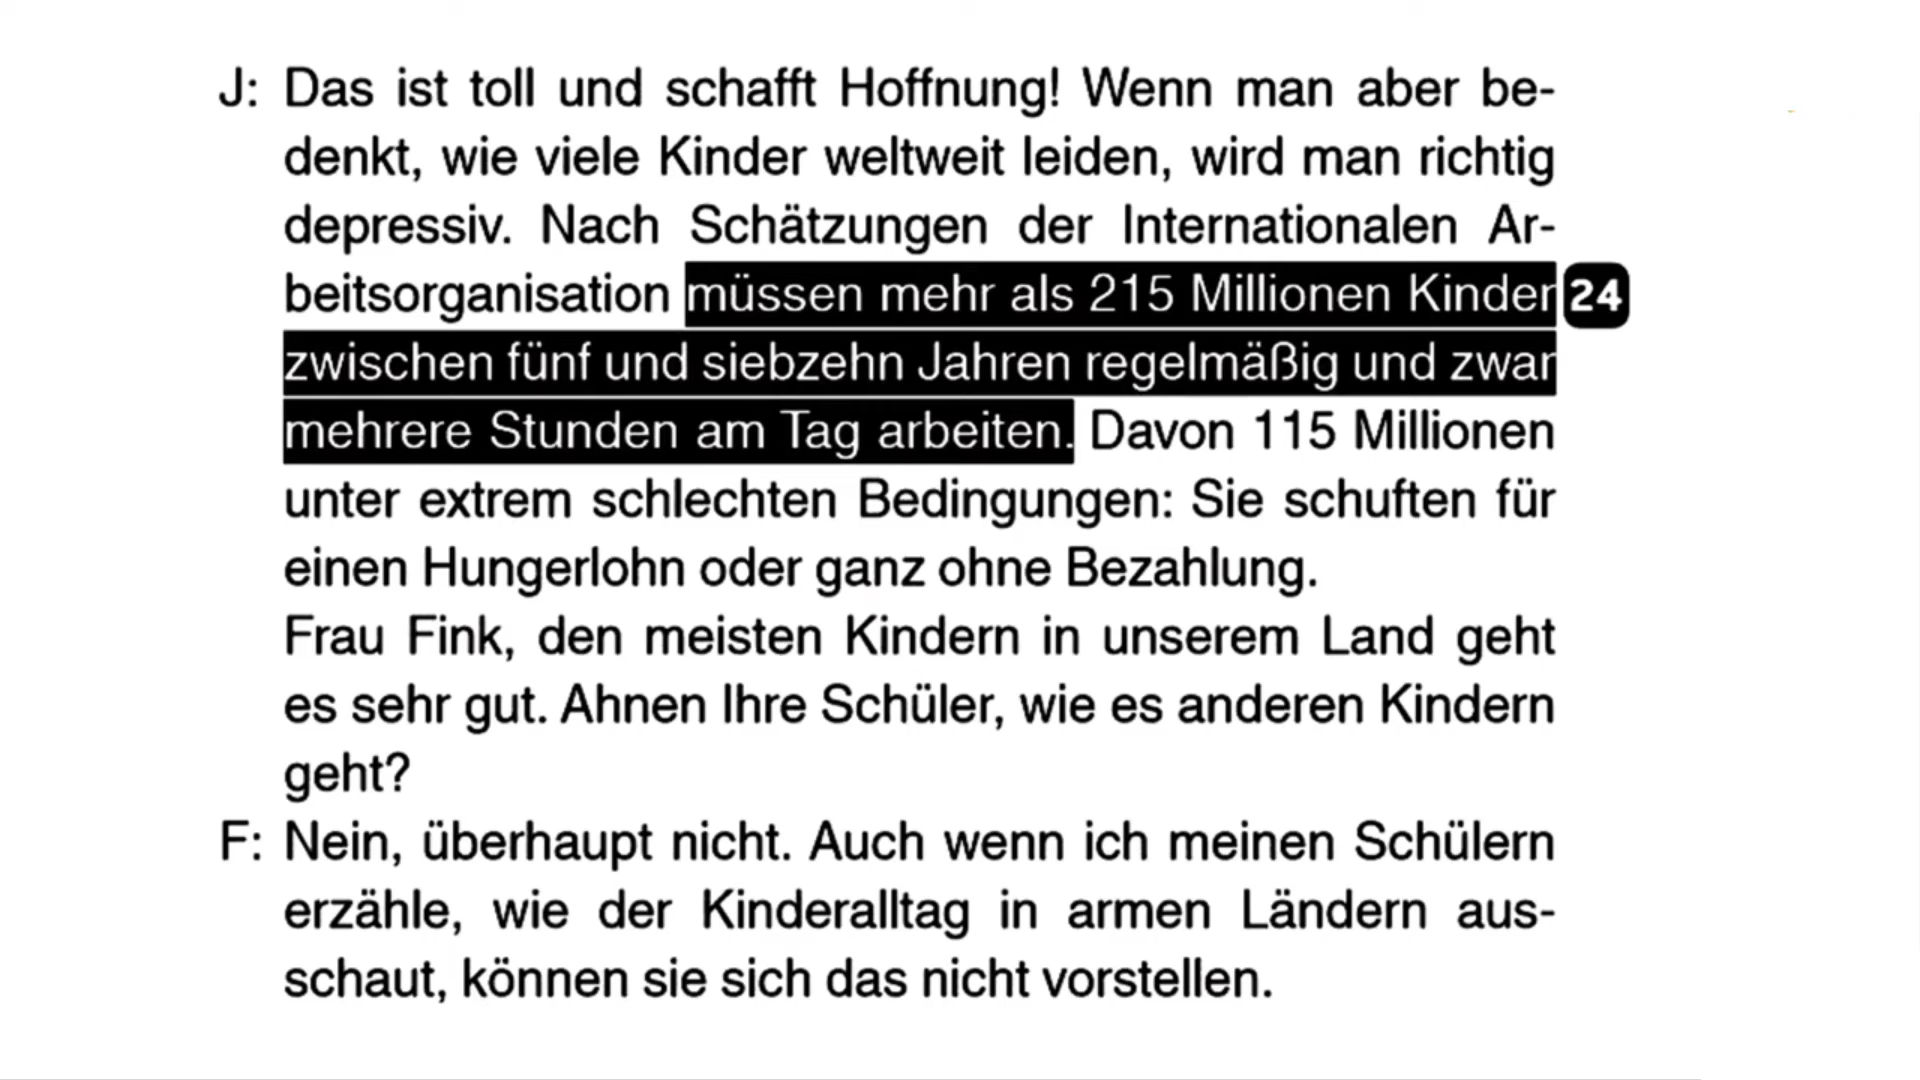 J: Das ist toll und schafft Hoffnung! Wenn man aber be-
denkt, wie viele Kinder weltweit leiden, wird man richtig
depressiv. Nach Schätzungen der Internationalen Ar-
beitsorganisation müssen mehr als 215 Millionen Kinder 24
zwischen fünf und siebzehn Jahren regelmäßig und zwar
mehrere Stunden am Tag arbeiten. Davon 115 Millionen
unter extrem schlechten Bedingungen: Sie schuften für
einen Hungerlohn oder ganz ohne Bezahlung.
Frau Fink, den meisten Kindern in unserem Land geht
es sehr gut. Ahnen Ihre Schüler, wie es anderen Kindern
geht?
F: Nein, überhaupt nicht. Auch wenn ich meinen Schülern
erzähle, wie der Kinderalltag in armen Ländern aus-
schaut, können sie sich das nicht vorstellen.